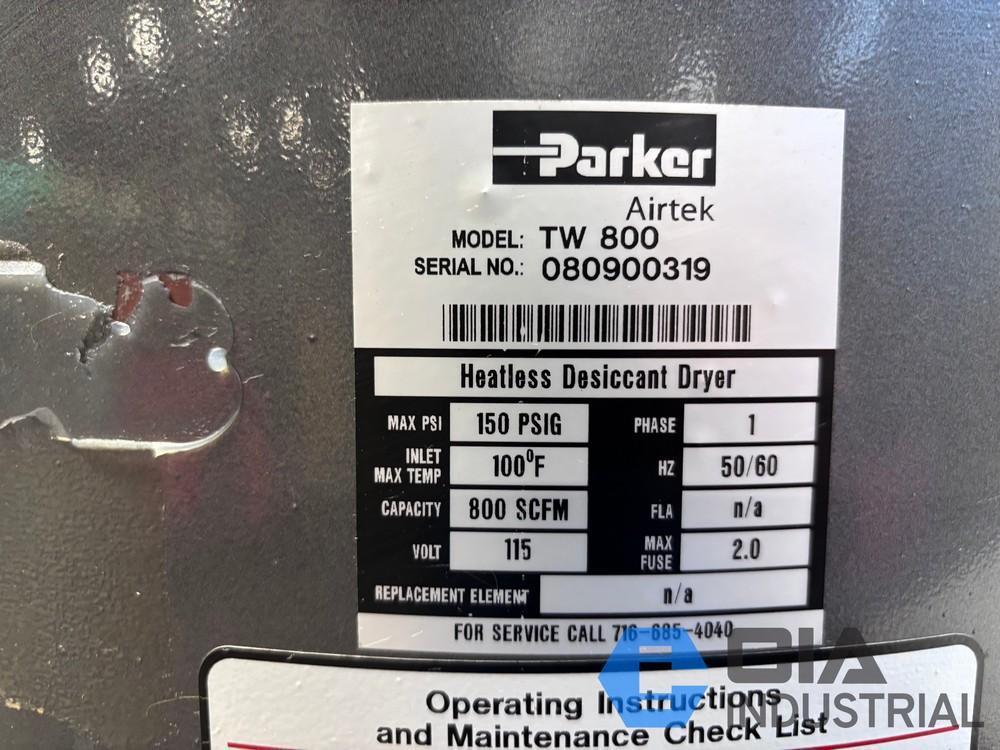 Parker
Airtek
MODEL: TW 800
SERIAL NO.: 080900319
Heatless Desiccant Dryer
MAX PSI 150 PSIG PHASE 1
INLET MAX TEMP 100°F HZ 50/60
CAPACITY 800 SCFM FLA n/a
VOLT 115 MAX FUSE 2.0
REPLACEMENT ELEMENT n/a
FOR SERVICE CALL 716-685-4040
Operating Instructions
and Maintenance Check List
INDUSTRIAL